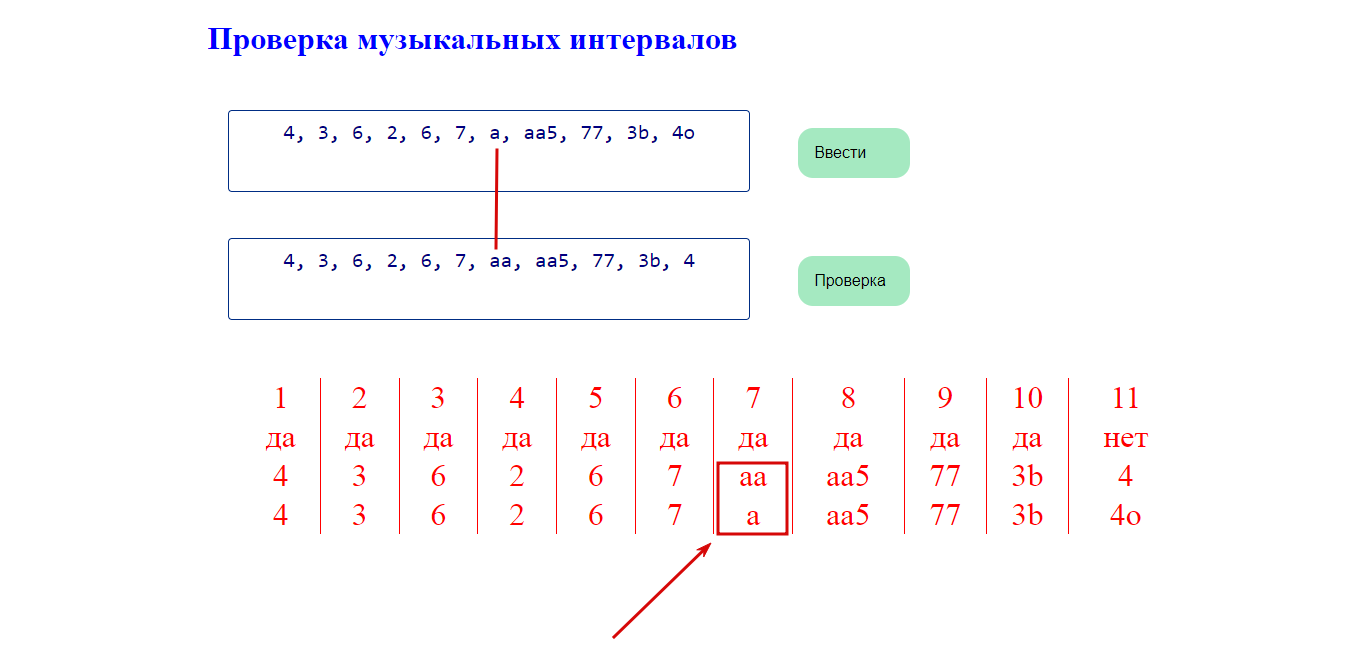 Проверка музыкальных интервалов
4, 3, 6, 2, 6, 7, a, aa5, 77, 3b, 4o
Ввести
4, 3, 6, 2, 6, 7, aa, aa5, 77, 3b, 4
Проверка
1 2 3 4 5 6 7 8 9 10 11
да да да да да да да да да да нет
4 3 6 2 6 7 aa aa5 77 3b 4
4 3 6 2 6 7 a aa5 77 3b 4o